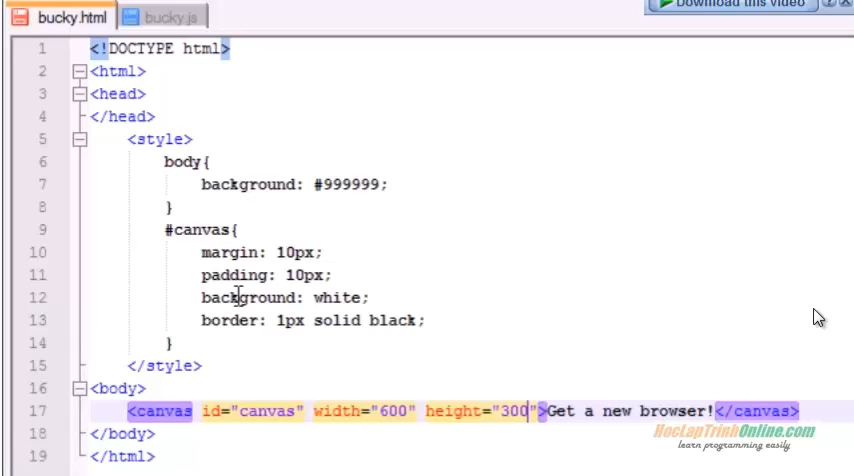 Download this video ?
bucky.html bucky.js
1 <!DOCTYPE html>
2 <html>
3 <head>
4 </head>
5 <style>
6 body{
7 background: #999999;
8 }
9 #canvas{
10 margin: 10px;
11 padding: 10px;
12 background: white;
13 border: 1px solid black;
14 }
15 </style>
16 <body>
17 <canvas id="canvas" width="600" height="300">Get a new browser!</canvas>
18 </body>
19 </html>
HocLapTrinhOnline.com
learn programming easily